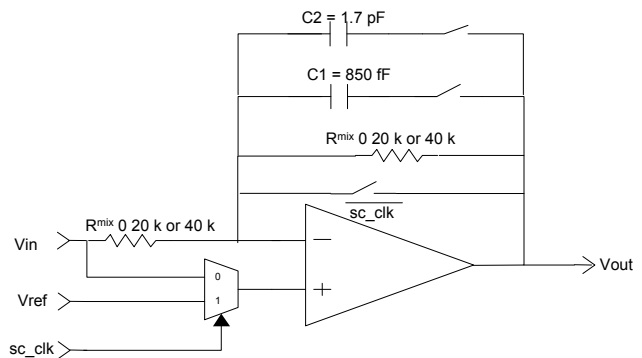 C2 = 1.7 pF
C1 = 850 fF
Rmix 0 20 k or 40 k
sc_clk
Rmix 0 20 k or 40 k
Vin
0
Vref
1
sc_clk
Vout